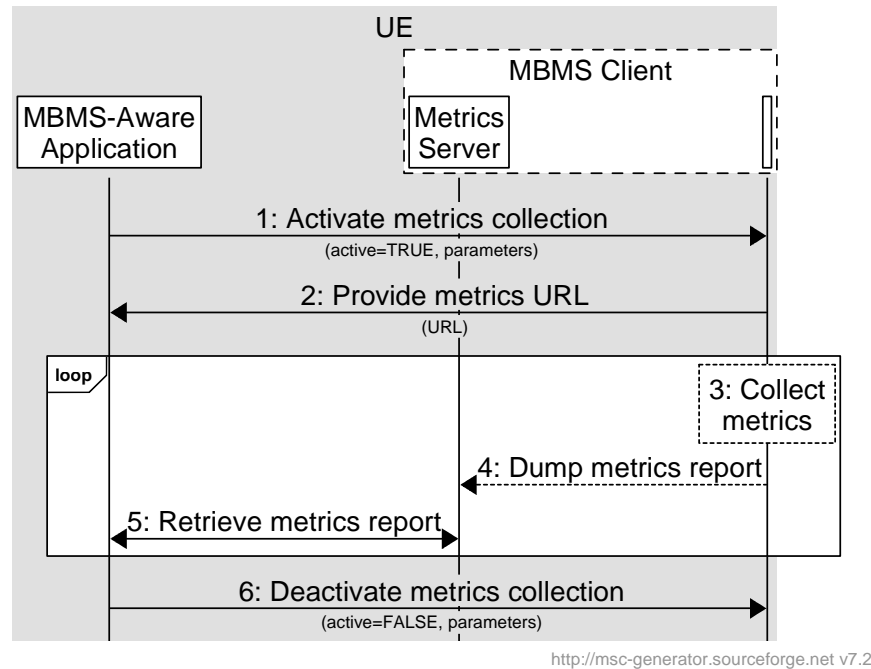 UE
MBMS Client
MBMS-Aware
Application
Metrics
Server
1: Activate metrics collection
(active=TRUE, parameters)
2: Provide metrics URL
(URL)
loop
3: Collect
metrics
4: Dump metrics report
5: Retrieve metrics report
6: Deactivate metrics collection
(active=FALSE, parameters)
http://msc-generator.sourceforge.net v7.2